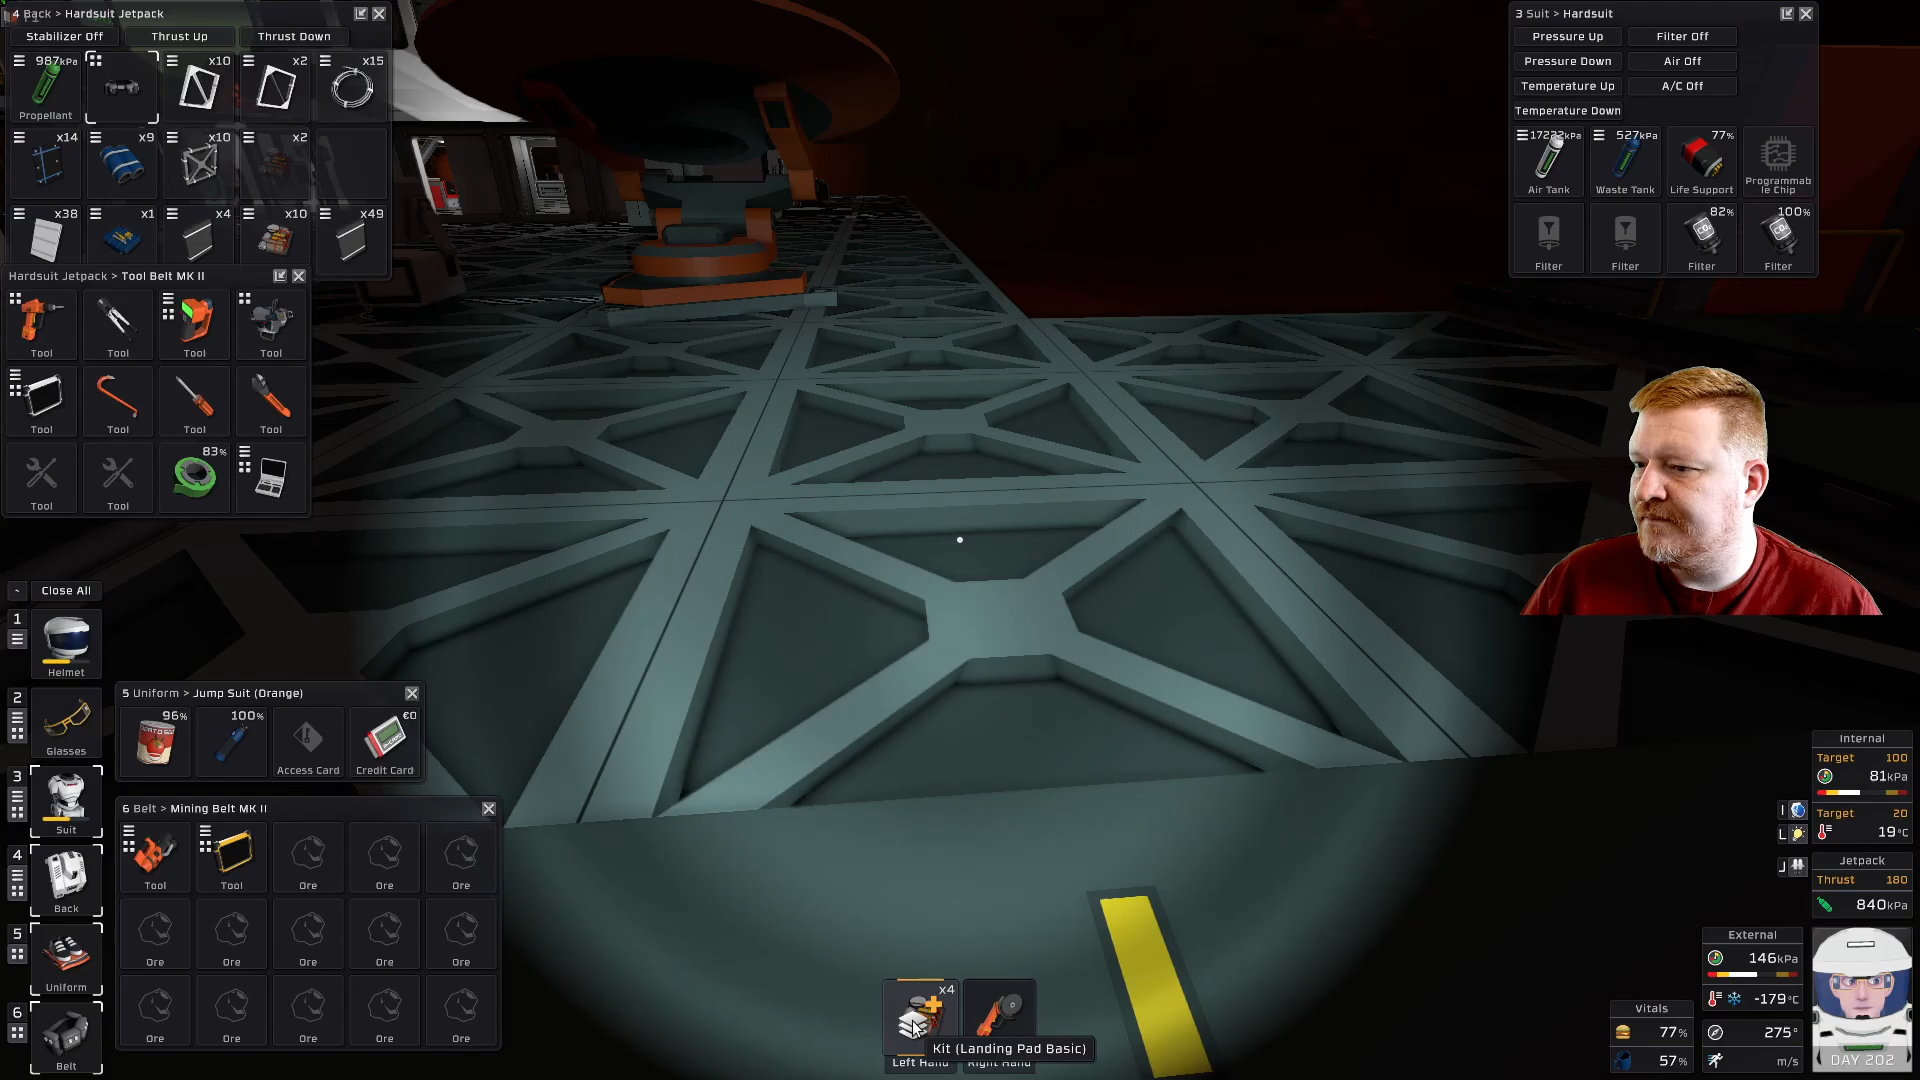 4 Back > Hardsuit Jetpack
Stabilizer Off
Thrust Up
Thrust Down
987kPa
x10
x2
x15
Propellant
x14
x9
x10
x2
x38
x1
x4
x10
x49
Hardsuit Jetpack > Tool Belt MK II
Tool
Tool
Tool
Tool
Tool
Tool
Tool
Tool
83%
Tool
Tool
~
Close All
1
Helmet
2
Glasses
3
Suit
4
Back
5
Uniform
6
Belt
5 Uniform > Jump Suit (Orange)
96%
100%
€0
Access Card
Credit Card
6 Belt > Mining Belt MK II
Tool
Tool
Ore
Ore
Ore
Ore
Ore
Ore
Ore
Ore
Ore
Ore
Ore
Ore
Ore
x4
Kit (Landing Pad Basic)
Left Hand
Right Hand
3 Suit > Hardsuit
Pressure Up
Filter Off
Pressure Down
Air Off
Temperature Up
A/C Off
Temperature Down
527kPa
77%
Air Tank
Waste Tank
Life Support
Programmab
le Chip
82%
100%
Filter
Filter
Filter
Filter
Internal
Target 100
81kPa
I
Target 20
L
19°C
Jetpack
J
Thrust 180
840kPa
External
146kPa
-179°C
Vitals
77%
275°
57%
m/s
DAY 202